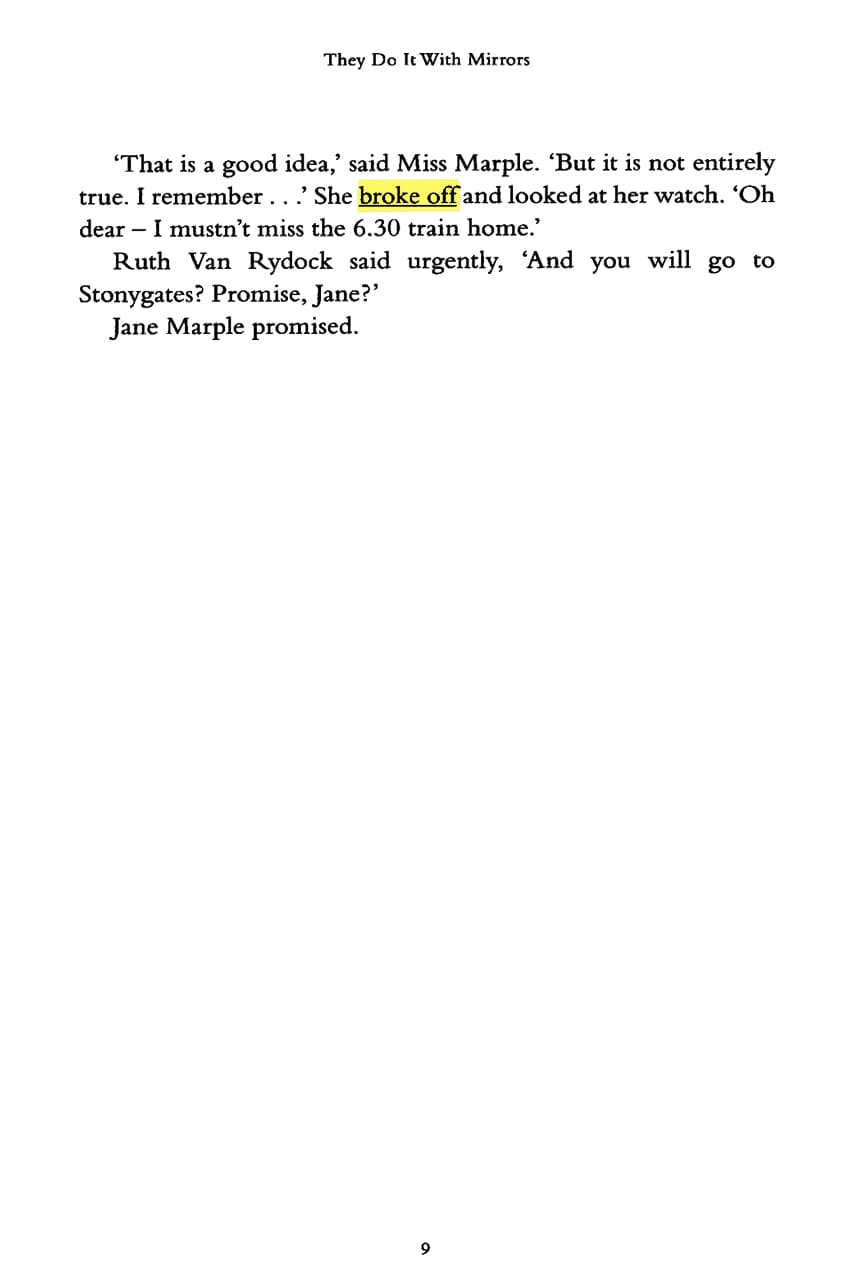 They Do It With Mirrors
‘That is a good idea,’ said Miss Marple. ‘But it is not entirely
true. I remember . . .’ She broke off and looked at her watch. ‘Oh
dear – I mustn’t miss the 6.30 train home.’
Ruth Van Rydock said urgently, ‘And you will go to
Stonygates? Promise, Jane?’
Jane Marple promised.
9